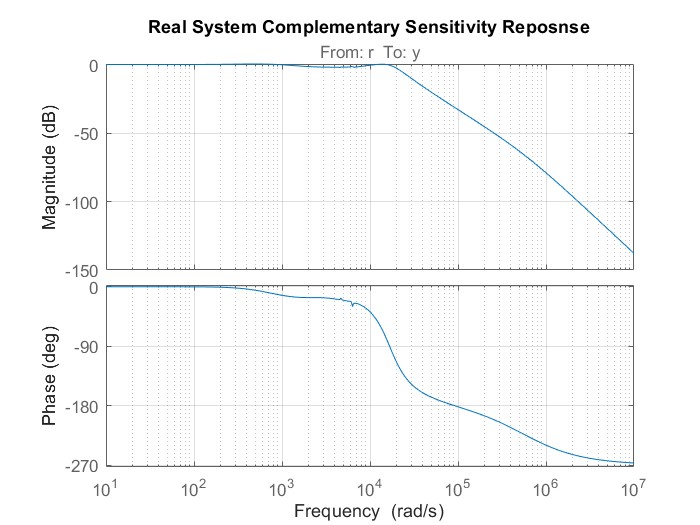 Real System Complementary Sensitivity Reposnse
From: r To: y
Magnitude (dB)
0
-50
-100
-150
Phase (deg)
0
-90
-180
-270
10^1 10^2 10^3 10^4 10^5 10^6 10^7
Frequency (rad/s)